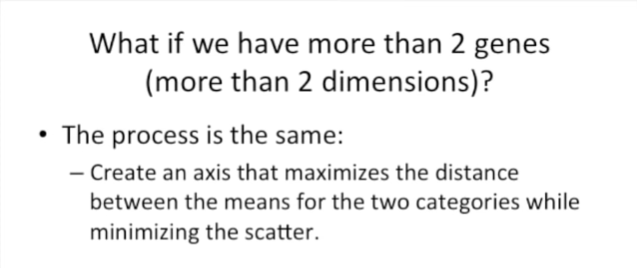 What if we have more than 2 genes
(more than 2 dimensions)?
• The process is the same:
– Create an axis that maximizes the distance
between the means for the two categories while
minimizing the scatter.